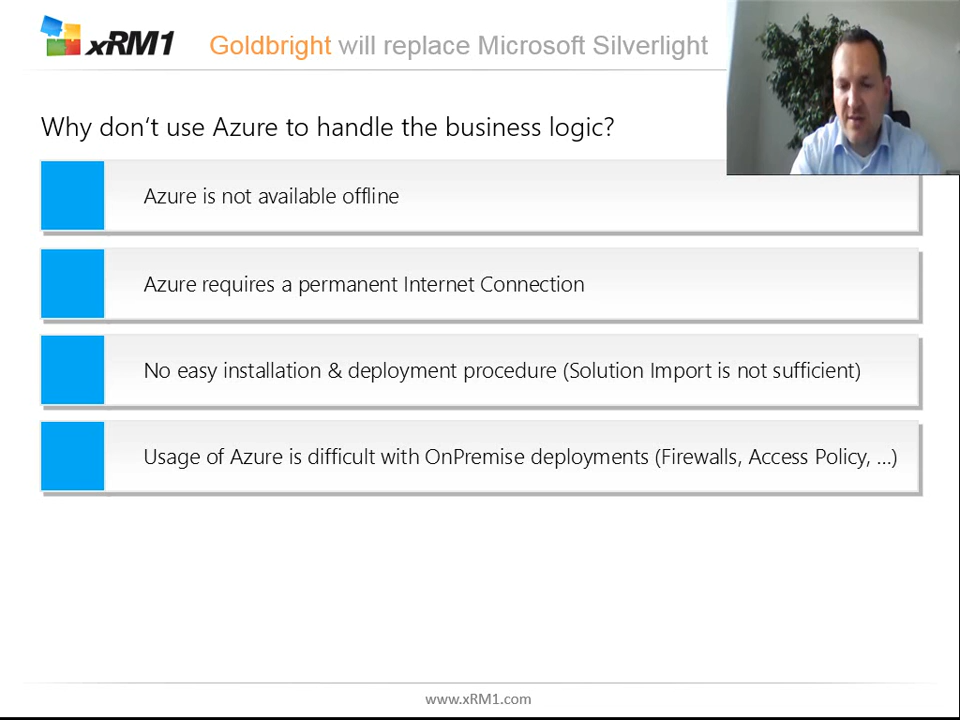 xRM1
Goldbright will replace Microsoft Silverlight
Why don‘t use Azure to handle the business logic?
Azure is not available offline
Azure requires a permanent Internet Connection
No easy installation & deployment procedure (Solution Import is not sufficient)
Usage of Azure is difficult with OnPremise deployments (Firewalls, Access Policy, ...)
www.xRM1.com